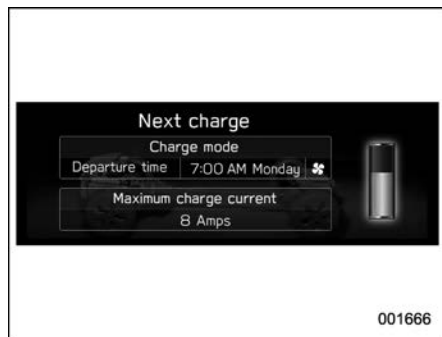 Next charge
Charge mode
Departure time 7:00 AM Monday
Maximum charge current
8 Amps
001666